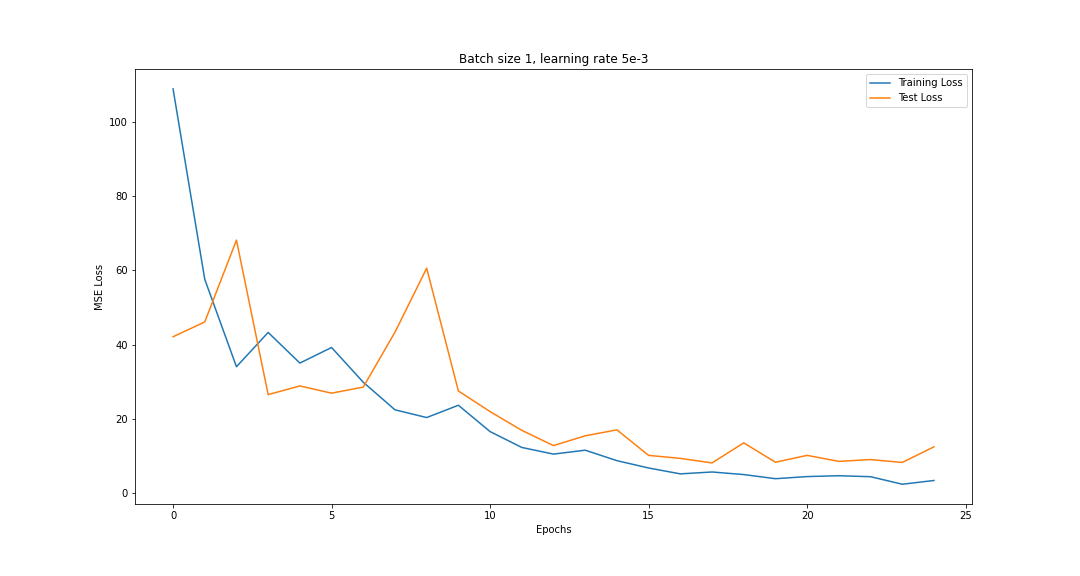 Batch size 1, learning rate 5e-3
Training Loss
Test Loss
100
80
60
40
20
0
MSE Loss
0 5 10 15 20 25
Epochs